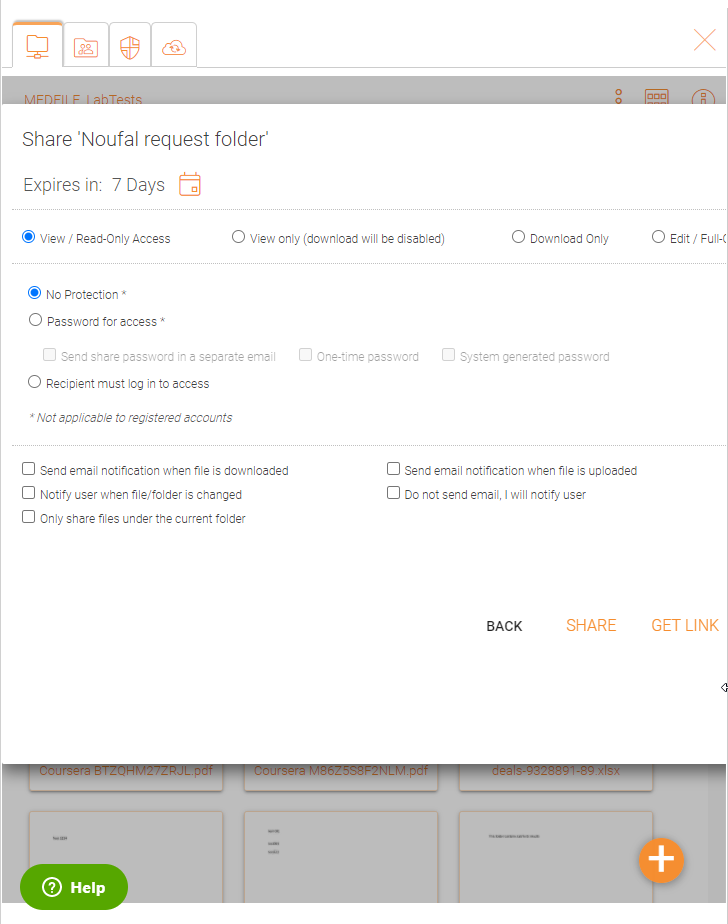 MEDFILE LabTests
Share 'Noufal request folder'
Expires in: 7 Days
View / Read-Only Access View only (download will be disabled) Download Only Edit / Full-
No Protection *
Password for access *
Send share password in a separate email One-time password System generated password
Recipient must log in to access
* Not applicable to registered accounts
Send email notification when file is downloaded Send email notification when file is uploaded
Notify user when file/folder is changed Do not send email, I will notify user
Only share files under the current folder
BACK SHARE GET LINK
Coursera BTZQHM27ZRJL.pdf Coursera M86Z5S8F2NLM.pdf deals-9328891-89.xlsx
Help